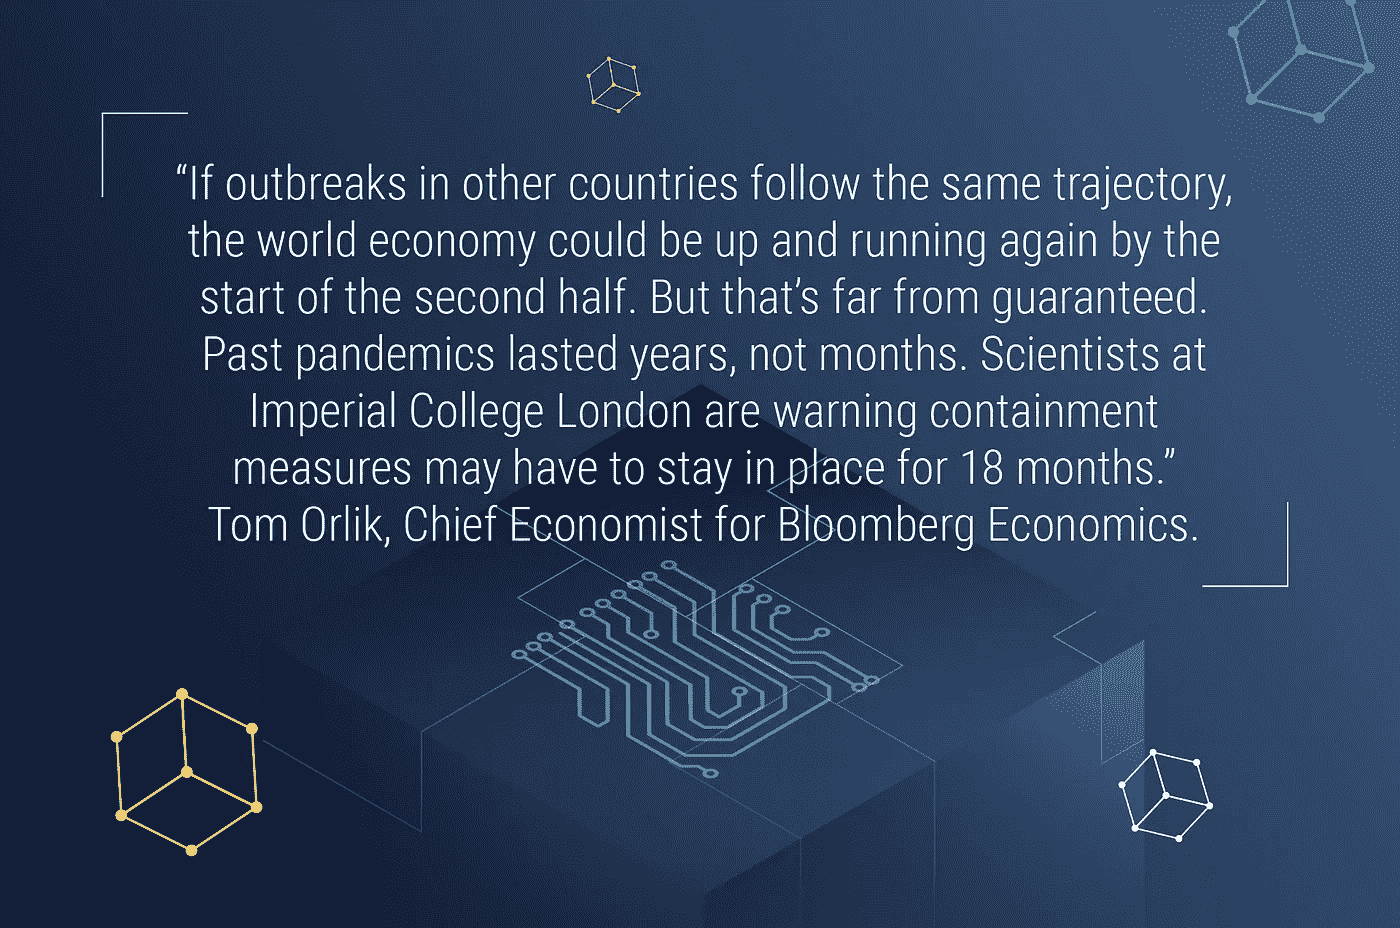 “If outbreaks in other countries follow the same trajectory,
the world economy could be up and running again by the
start of the second half. But that’s far from guaranteed.
Past pandemics lasted years, not months. Scientists at
Imperial College London are warning containment
measures may have to stay in place for 18 months.”
Tom Orlik, Chief Economist for Bloomberg Economics.